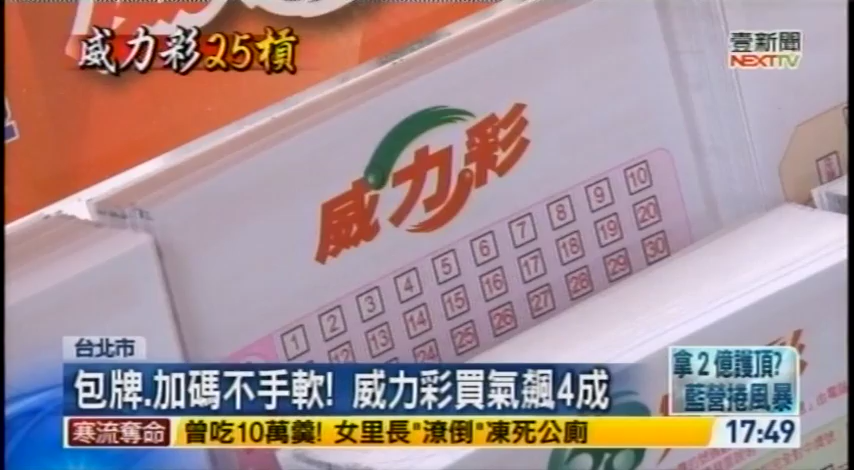 威力彩25槓
壹新聞
NEXTTV
威力彩
1 2 3 4 5 6 7 8 9 10
12 13 14 15 16 17 18 19 20
24 25 26 27 28 29 30
台北市
包牌.加碼不手軟! 威力彩買氣飆4成
拿2億護頂?
藍營捲風暴
寒流奪命
曾吃10萬羹! 女里長"潦倒"凍死公廁
17:49